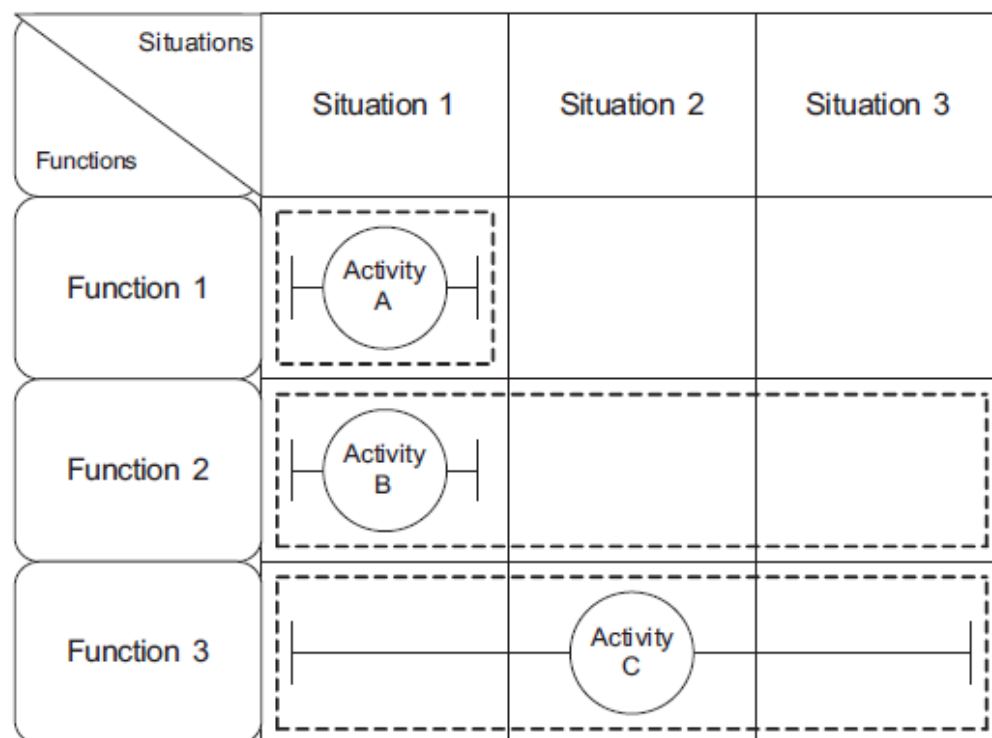 Situations
Functions
Situation 1
Situation 2
Situation 3
Function 1
Activity
A
Function 2
Activity
B
Function 3
Activity
C